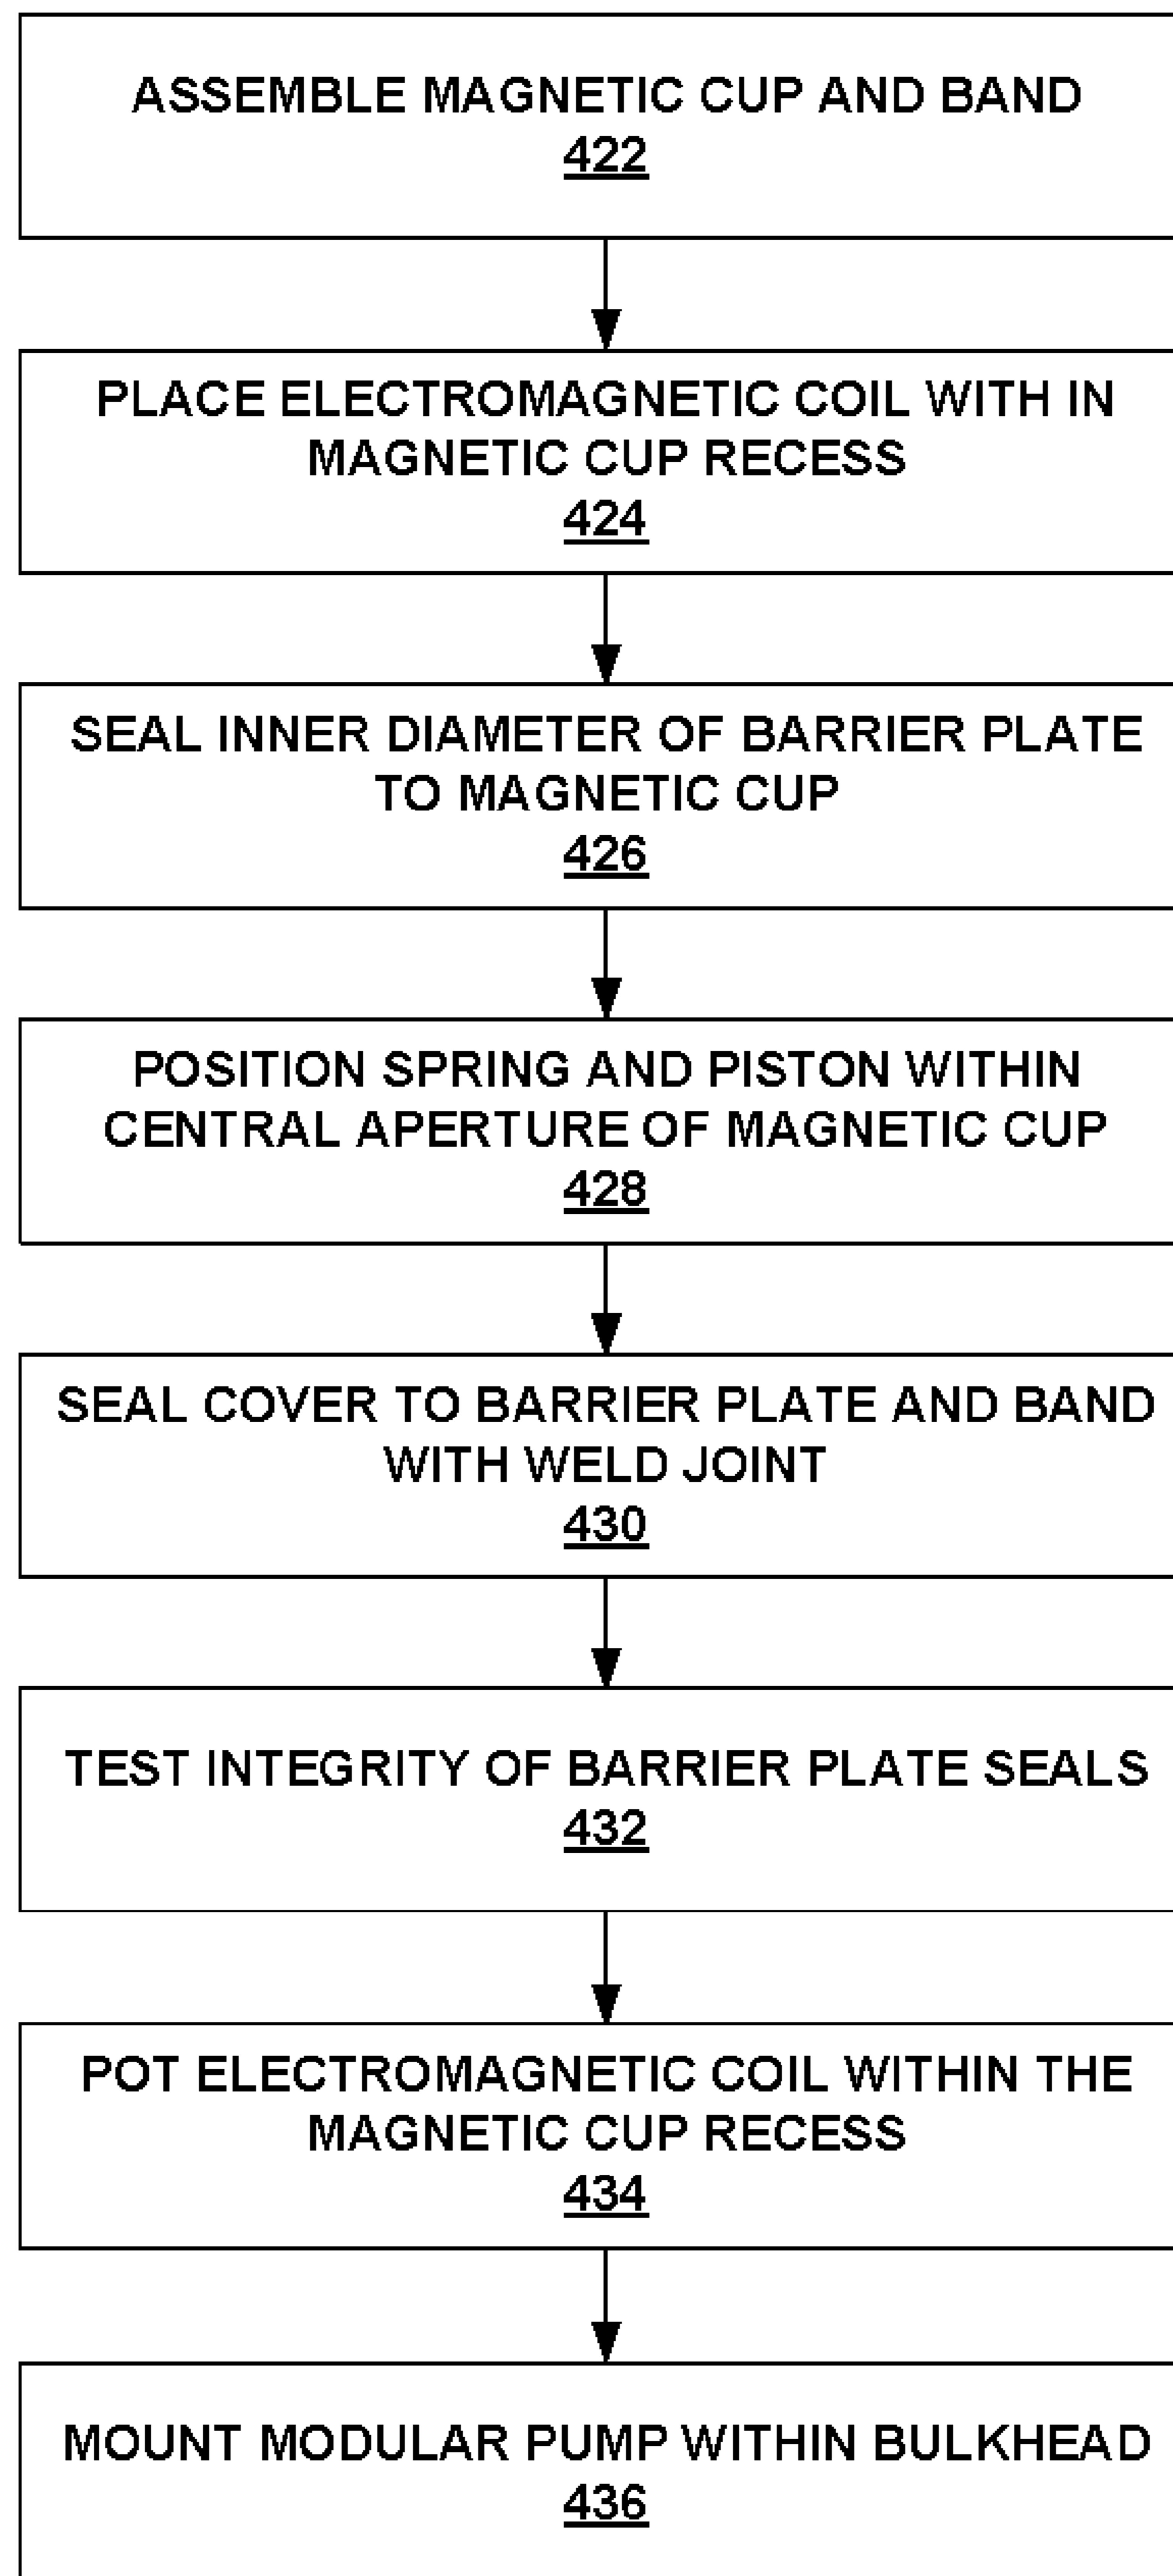 ASSEMBLE MAGNETIC CUP AND BAND
422
PLACE ELECTROMAGNETIC COIL WITH IN
MAGNETIC CUP RECESS
424
SEAL INNER DIAMETER OF BARRIER PLATE
TO MAGNETIC CUP
426
POSITION SPRING AND PISTON WITHIN
CENTRAL APERTURE OF MAGNETIC CUP
428
SEAL COVER TO BARRIER PLATE AND BAND
WITH WELD JOINT
430
TEST INTEGRITY OF BARRIER PLATE SEALS
432
POT ELECTROMAGNETIC COIL WITHIN THE
MAGNETIC CUP RECESS
434
MOUNT MODULAR PUMP WITHIN BULKHEAD
436